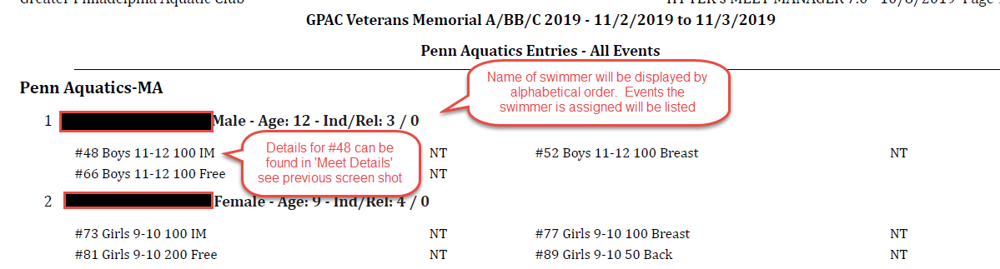 Greater Philadelphia Aquatic Club HYTEK's MEET MANAGER 7.0 - 10/8/2019 Page
GPAC Veterans Memorial A/BB/C 2019 - 11/2/2019 to 11/3/2019
Penn Aquatics Entries - All Events
Penn Aquatics-MA
Name of swimmer will be displayed by
alphabetical order. Events the
swimmer is assigned will be listed
1 Male - Age: 12 - Ind/Rel: 3 / 0
#48 Boys 11-12 100 IM NT #52 Boys 11-12 100 Breast NT
Details for #48 can be
found in 'Meet Details'
see previous screen shot
#66 Boys 11-12 100 Free NT
2 Female - Age: 9 - Ind/Rel: 4 / 0
#73 Girls 9-10 100 IM NT #77 Girls 9-10 100 Breast NT
#81 Girls 9-10 200 Free NT #89 Girls 9-10 50 Back NT